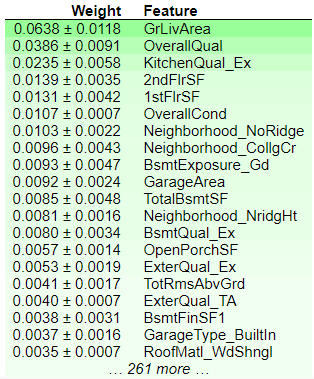 Weight Feature
0.0638 ± 0.0118 GrLivArea
0.0386 ± 0.0091 OverallQual
0.0235 ± 0.0058 KitchenQual_Ex
0.0139 ± 0.0035 2ndFlrSF
0.0131 ± 0.0042 1stFlrSF
0.0107 ± 0.0007 OverallCond
0.0103 ± 0.0022 Neighborhood_NoRidge
0.0096 ± 0.0043 Neighborhood_CollgCr
0.0093 ± 0.0047 BsmtExposure_Gd
0.0092 ± 0.0024 GarageArea
0.0085 ± 0.0048 TotalBsmtSF
0.0081 ± 0.0016 Neighborhood_NridgHt
0.0080 ± 0.0034 BsmtQual_Ex
0.0057 ± 0.0014 OpenPorchSF
0.0053 ± 0.0019 ExterQual_Ex
0.0041 ± 0.0017 TotRmsAbvGrd
0.0040 ± 0.0007 ExterQual_TA
0.0038 ± 0.0031 BsmtFinSF1
0.0037 ± 0.0016 GarageType_BuiltIn
0.0035 ± 0.0007 RoofMatl_WdShngl
… 261 more …